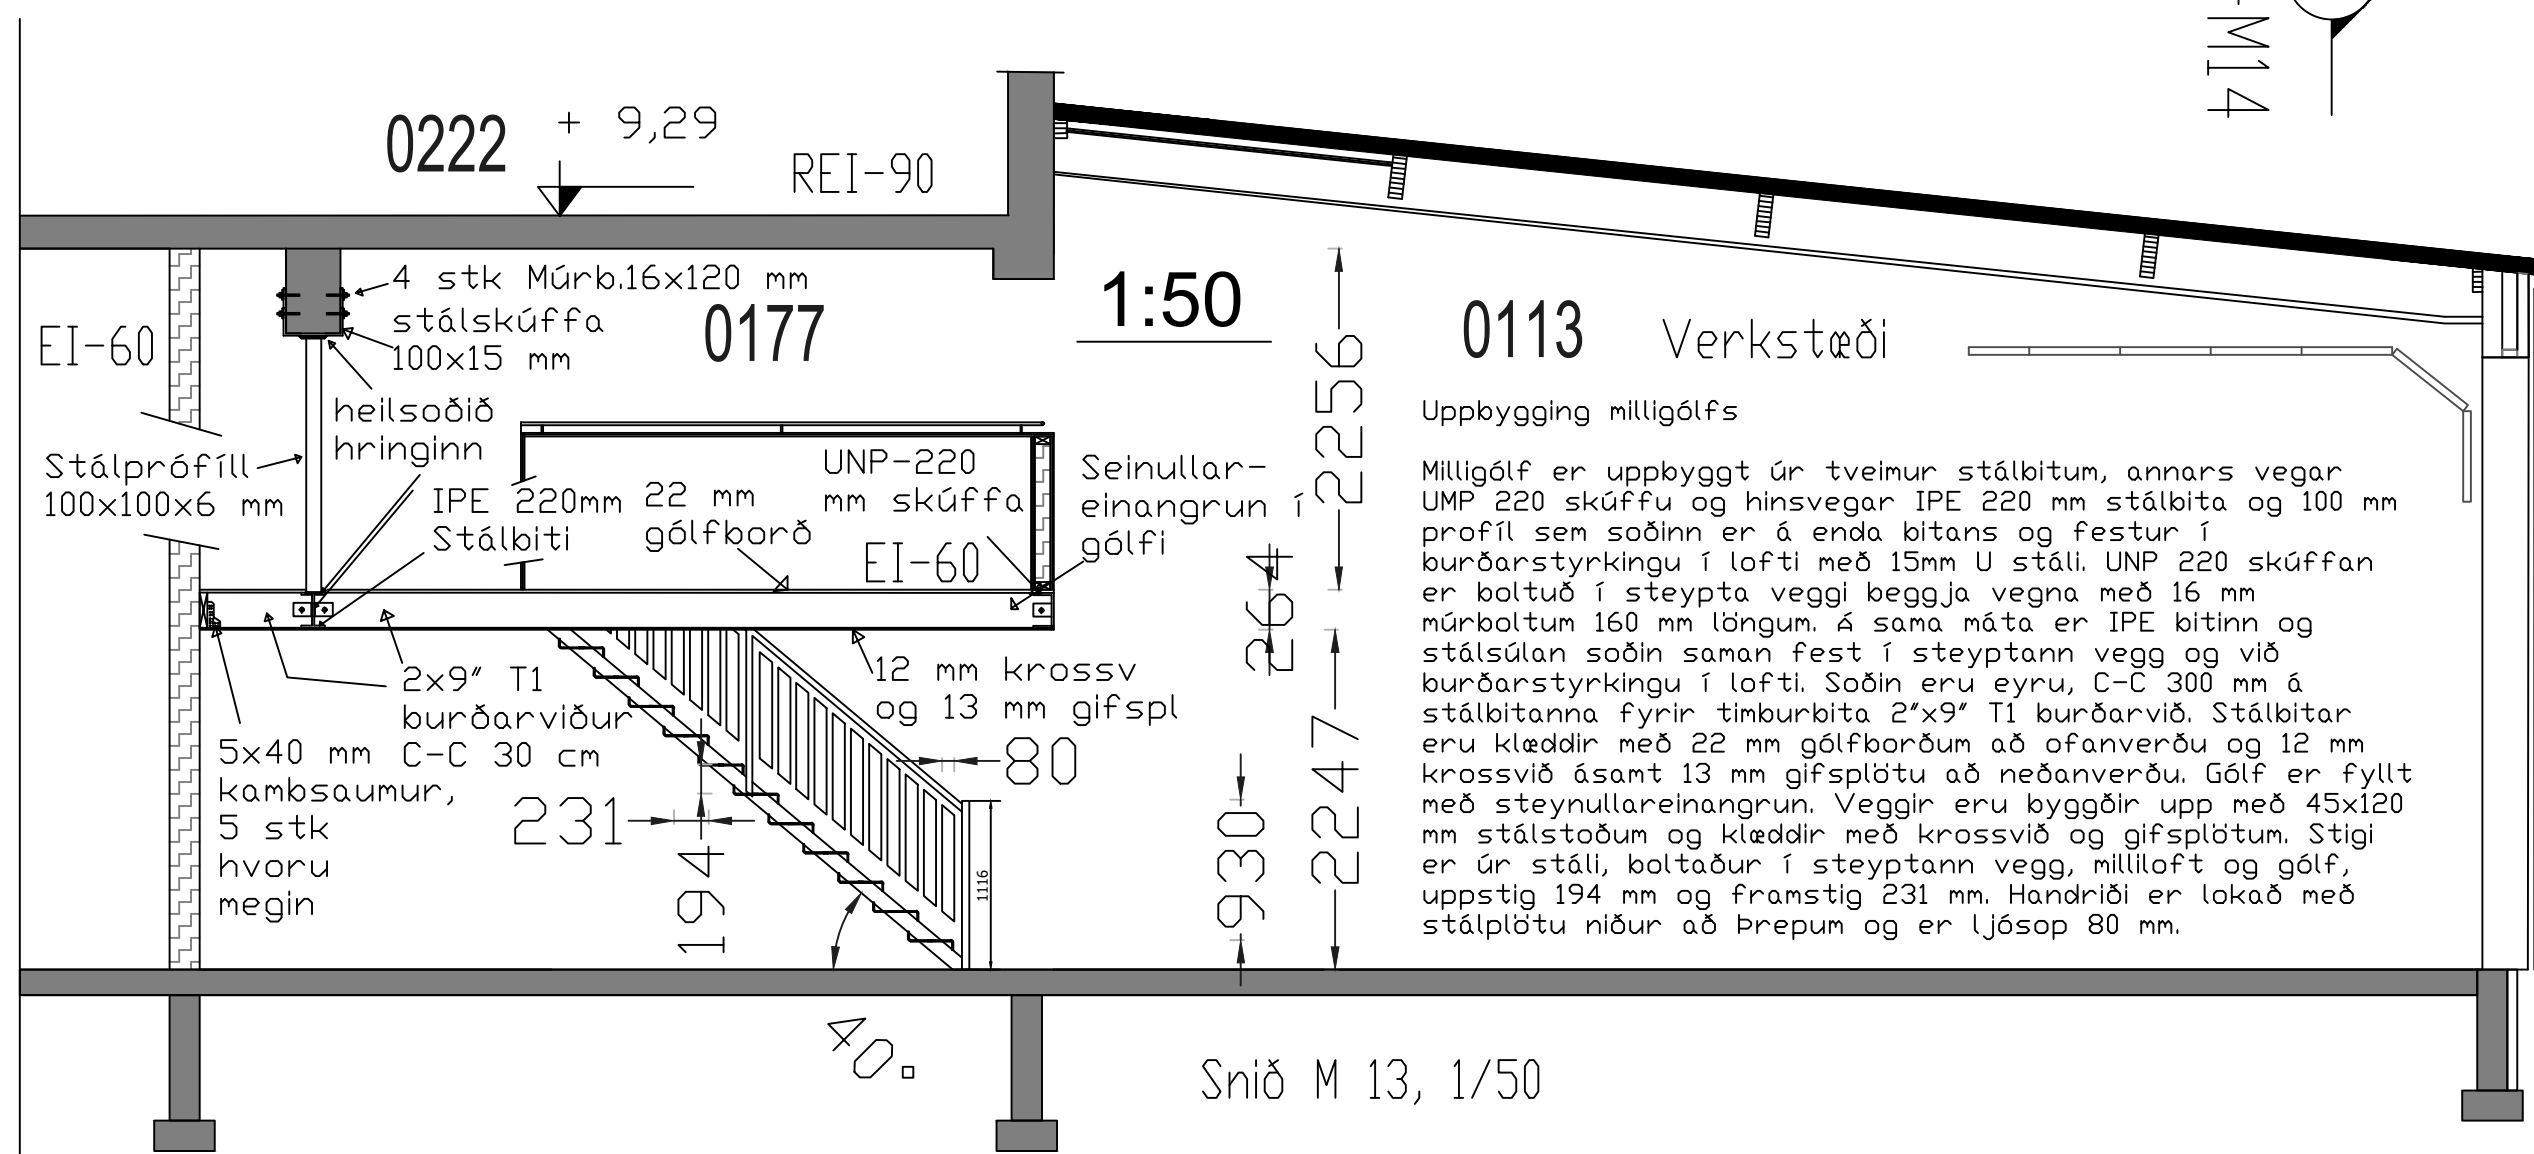 -M14
0222
+ 9,29
REI-90
4 stk Múrb.16x120 mm
stálskúffa
100x15 mm
0177
1:50
0113
Verkstæði
EI-60
heilsoðið
hringinn
Stálprófíll
100x100x6 mm
IPE 220mm
Stálbiti
22 mm
gólfborð
UNP-220
mm skúffa
EI-60
Seinullar-
einangrun í
gólfi
2256
264
2247
930
Uppbygging milligólfs
Milligólf er uppbyggt úr tveimur stálbitum, annars vegar
UMP 220 skúffu og hinsvegar IPE 220 mm stálbita og 100 mm
profíl sem soðinn er á enda bitans og festur í
burðarstyrkingu í lofti með 15mm U stáli. UNP 220 skúffan
er boltuð í steypta veggi beggja vegna með 16 mm
múrboltum 160 mm löngum. Á sama máta er IPE bitinn og
stálsúlan soðin saman fest í steyptann vegg og við
burðarstyrkingu í lofti. Soðin eru eyru, C-C 300 mm á
stálbitanna fyrir timburbita 2"x9" T1 burðarvið. Stálbitar
eru klæddir með 22 mm gólfborðum að ofanverðu og 12 mm
krossvið ásamt 13 mm gifsplötu að neðanverðu. Gólf er fyllt
með steynullareinangrun. Veggir eru byggðir upp með 45x120
mm stálstoðum og klæddir með krossvið og gifsplötum. Stigi
er úr stáli, boltaður í steyptann vegg, milliloft og gólf,
uppstig 194 mm og framstig 231 mm. Handriði er lokað með
stálplötu niður að Þrepum og er ljósop 80 mm.
2x9" T1
burðarviður
C-C 30 cm
5x40 mm
kambsaumur,
5 stk
hvoru
megin
12 mm krossv
og 13 mm gifspl
80
231
194
1116
40°
Snið M 13, 1/50